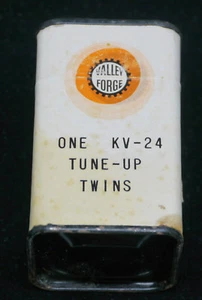 VALLEY
FORGE
ONE KV-24
TUNE-UP
TWINS